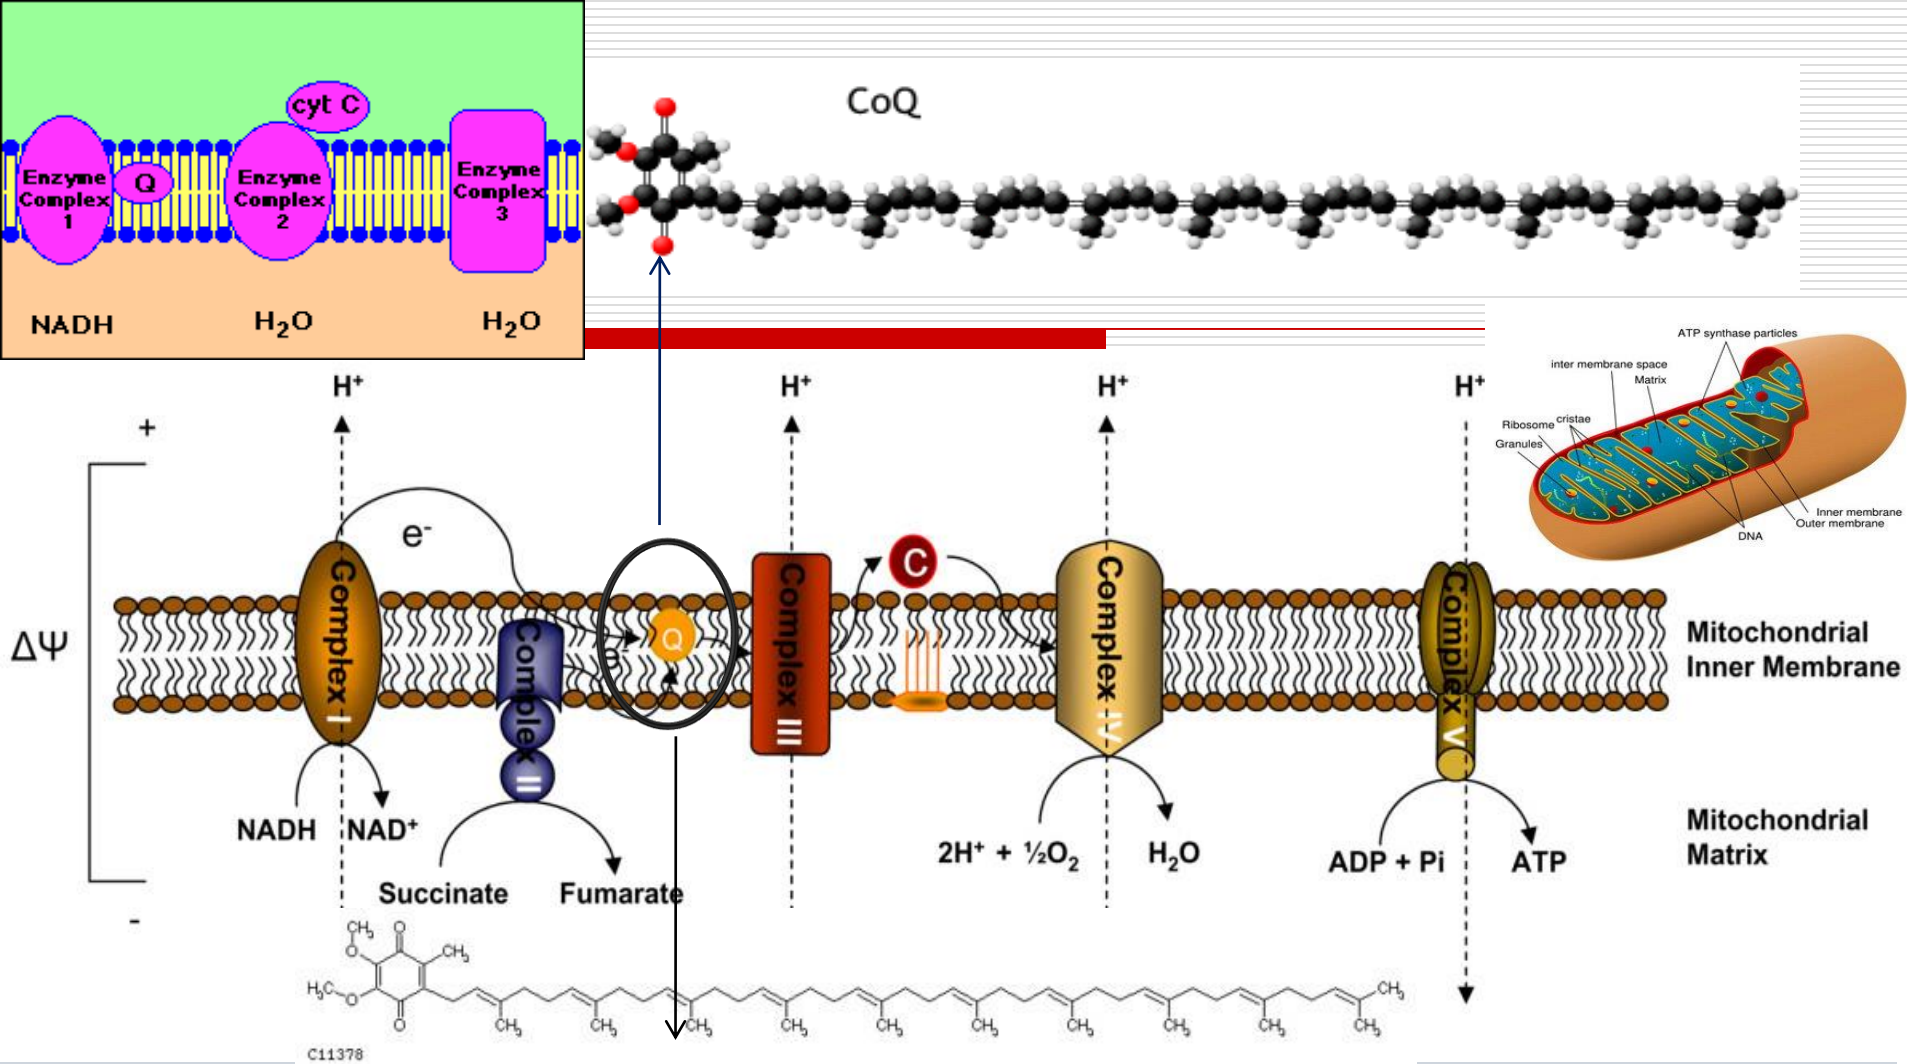 cyt C
Enzyme
Complex
1
Q
Enzyme
Complex
2
Enzyme
Complex
3
NADH
H₂O
H₂O
CoQ
ATP synthase particles
inter membrane space
Matrix
Ribosome
cristae
Granules
Inner membrane
Outer membrane
DNA
H⁺
H⁺
H⁺
H⁺
+
ΔΨ
-
e⁻
e⁻
Complex I
Complex II
Q
Complex III
C
Complex IV
Complex V
Mitochondrial
Inner Membrane
NADH
NAD⁺
Succinate
Fumarate
2H⁺ + ½O₂
H₂O
ADP + Pi
ATP
Mitochondrial
Matrix
CH₃
O
O
CH₃
H₃C
O
O
CH₃
CH₃
CH₃
CH₃
CH₃
CH₃
CH₃
CH₃
CH₃
CH₃
CH₃
C11378